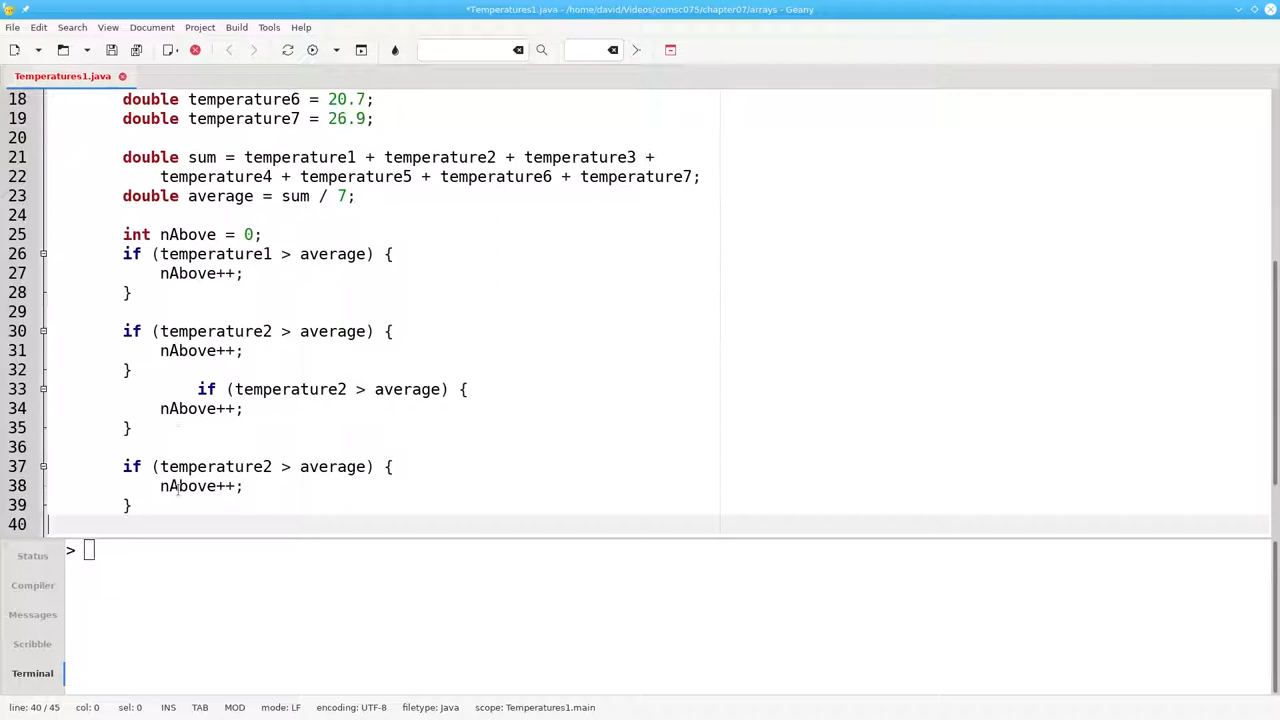 *Temperatures1.java - /home/david/Videos/comsc075/chapter07/arrays - Geany
File Edit Search View Document Project Build Tools Help
Temperatures1.java
18 double temperature6 = 20.7;
19 double temperature7 = 26.9;
20
21 double sum = temperature1 + temperature2 + temperature3 +
22 temperature4 + temperature5 + temperature6 + temperature7;
23 double average = sum / 7;
24
25 int nAbove = 0;
26 if (temperature1 > average) {
27 nAbove++;
28 }
29
30 if (temperature2 > average) {
31 nAbove++;
32 }
33 if (temperature2 > average) {
34 nAbove++;
35 }
36
37 if (temperature2 > average) {
38 nAbove++;
39 }
40
>
Status
Compiler
Messages
Scribble
Terminal
line: 40 / 45 col: 0 sel: 0 INS TAB MOD mode: LF encoding: UTF-8 filetype: Java scope: Temperatures1.main